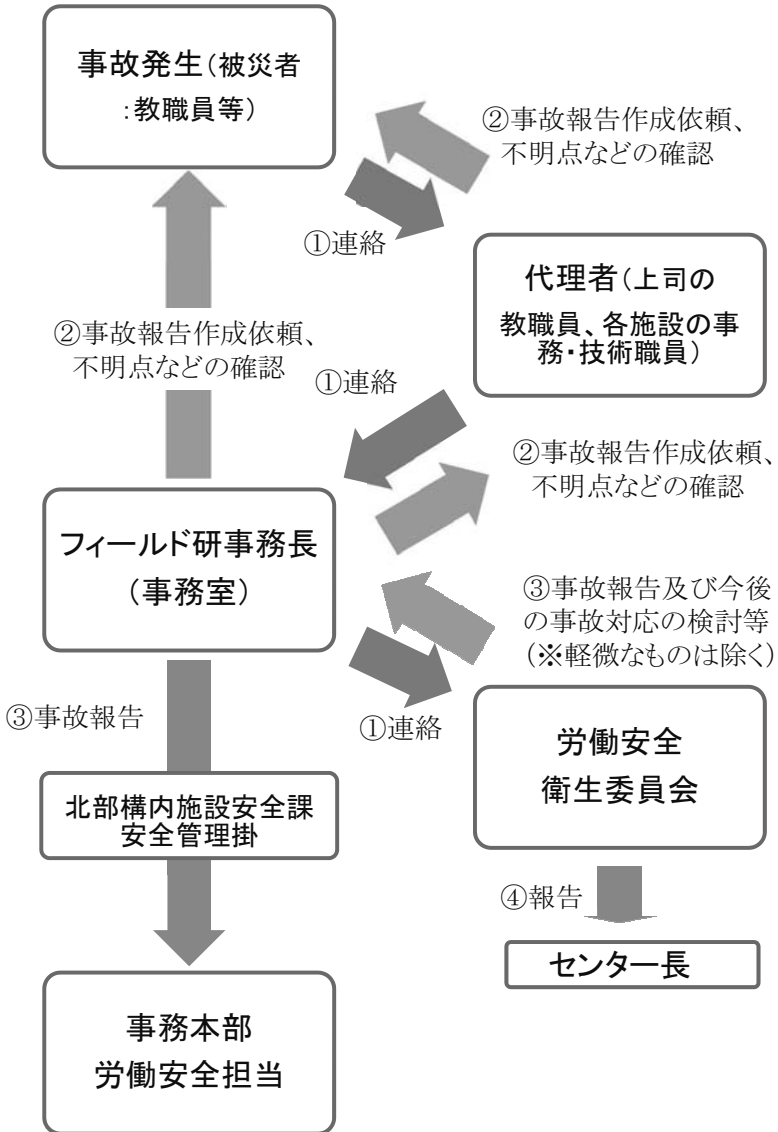 事故発生(被災者
:教職員等)
②事故報告作成依頼、
不明点などの確認
①連絡
代理者(上司の
教職員、各施設の事
務・技術職員)
②事故報告作成依頼、
不明点などの確認
①連絡
②事故報告作成依頼、
不明点などの確認
フィールド研事務長
(事務室)
③事故報告及び今後
の事故対応の検討等
(※軽微なものは除く)
③事故報告
①連絡
労働安全
衛生委員会
北部構内施設安全課
安全管理掛
④報告
センター長
事務本部
労働安全担当